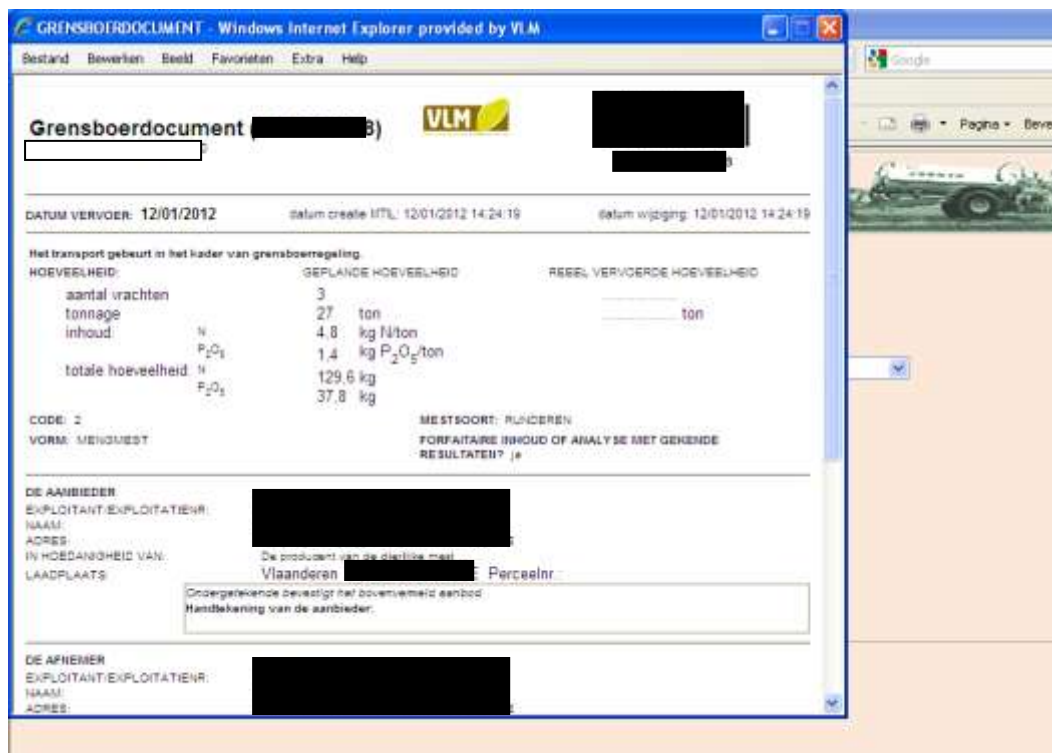 GRENSBOERDOCUMENT - Windows Internet Explorer provided by VLM
Bestand Bewerken Beeld Favorieten Extra Help
Google
Pagina
Grensboerdocument ( 8)
VLM
DATUM VERVOER: 12/01/2012 datum creatie MTIL: 12/01/2012 14:24:19 datum wijziging: 12/01/2012 14:24:19
Het transport gebeurt in het kader van grensboerregeling.
HOEVEELHEID: GEPLANDE HOEVEELHEID REEEL VERVOERDE HOEVEELHEID
aantal vrachten 3
tonnage 27 ton ton
inhoud N 4,8 kg N/ton
P2O5 1,4 kg P2O5/ton
totale hoeveelheid N 129,6 kg
P2O5 37,8 kg
CODE: 2 MESTSOORT: RUNDEREN
VORM: MENGMEST FORFAITAIRE INHOUD OF ANALYSE MET GEKENDE
RESULTATEN? ja
DE AANBIEDER
EXPLOITANT/EXPLOITATIENR:
NAAM:
ADRES:
IN HOEDANIGHEID VAN: De producent van de dierlijke mest
LAADPLAATS: Vlaanderen E Perceelnr.:
Ondergetekende bevestigt het bovenvermeld aanbod
Handtekening van de aanbieder:
DE AFNEMER
EXPLOITANT/EXPLOITATIENR:
NAAM:
ADRES: